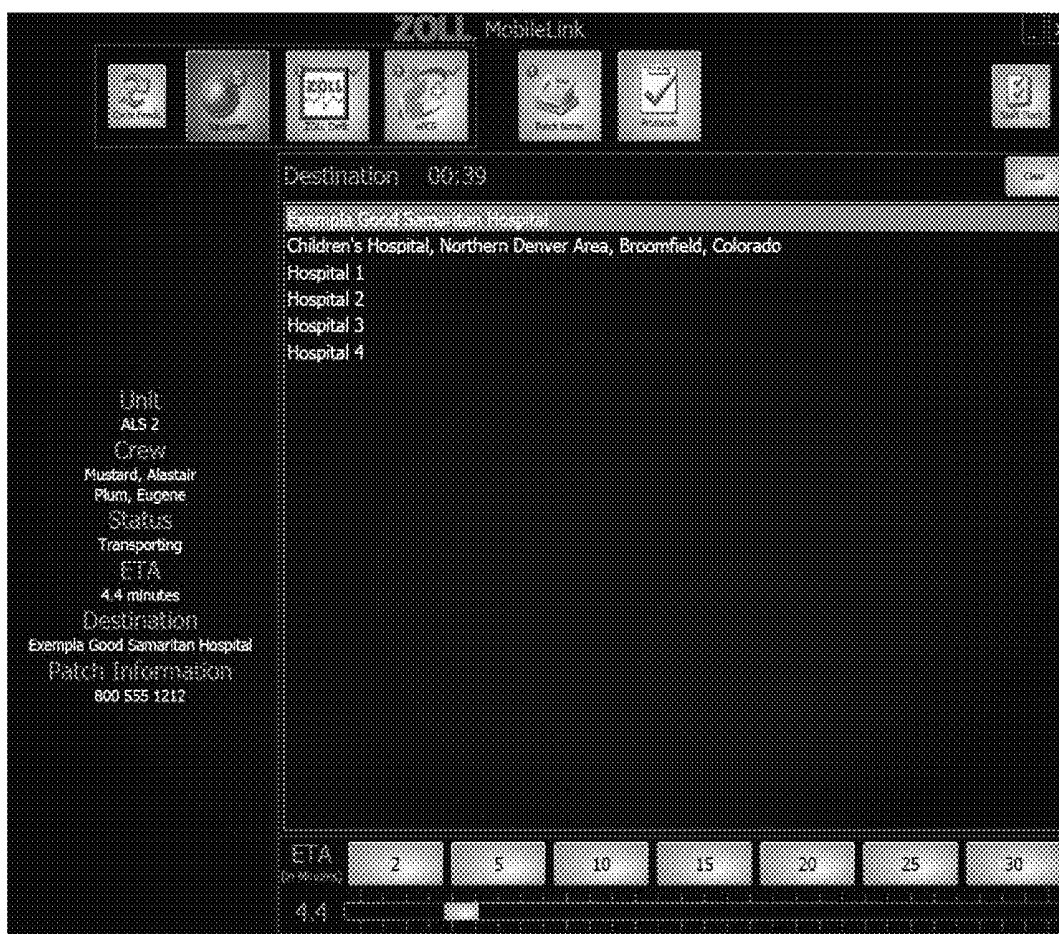 ZOLL MobileLink
ZOLL
Destination 00:39
Exempla Good Samaritan Hospital
Children's Hospital, Northern Denver Area, Broomfield, Colorado
Hospital 1
Hospital 2
Hospital 3
Hospital 4
Unit
ALS 2
Crew
Mustard, Alastair
Plum, Eugene
Status
Transporting
ETA
4.4 minutes
Destination
Exempla Good Samaritan Hospital
Patch Information
800 555 1212
ETA 2 5 10 15 20 25 30
(in Minutes)
4.4